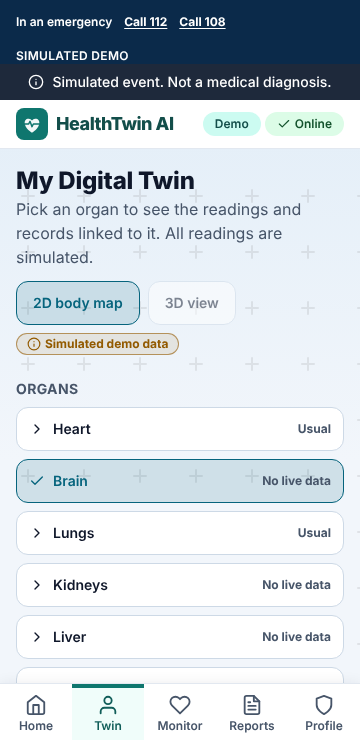 In an emergency Call 112 Call 108
SIMULATED DEMO
Simulated event. Not a medical diagnosis.
HealthTwin AI Demo Online
My Digital Twin
Pick an organ to see the readings and
records linked to it. All readings are
simulated.
2D body map 3D view
Simulated demo data
ORGANS
Heart Usual
Brain No live data
Lungs Usual
Kidneys No live data
Liver No live data
Home Twin Monitor Reports Profile